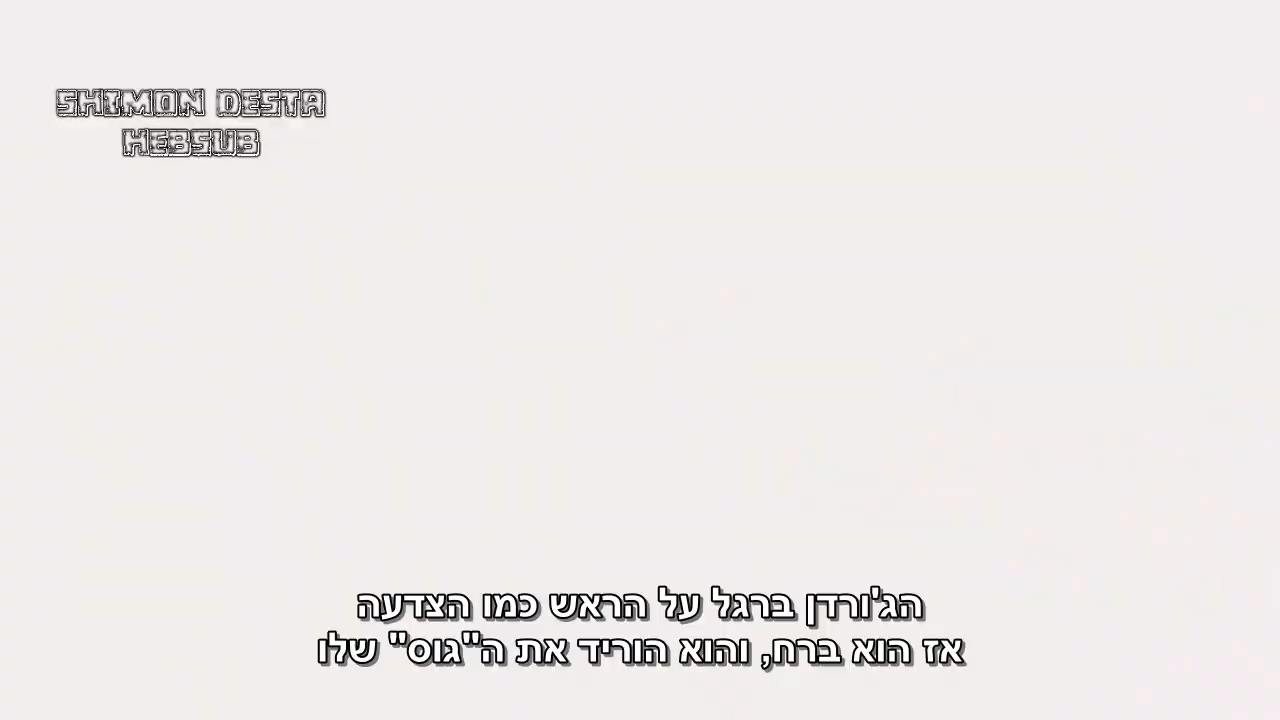 SHIMON DESTA
HEBSUB
הג'ורדן ברגל על הראש כמו הצדעה
אז הוא ברח, והוא הוריד את ה"גוס" שלו